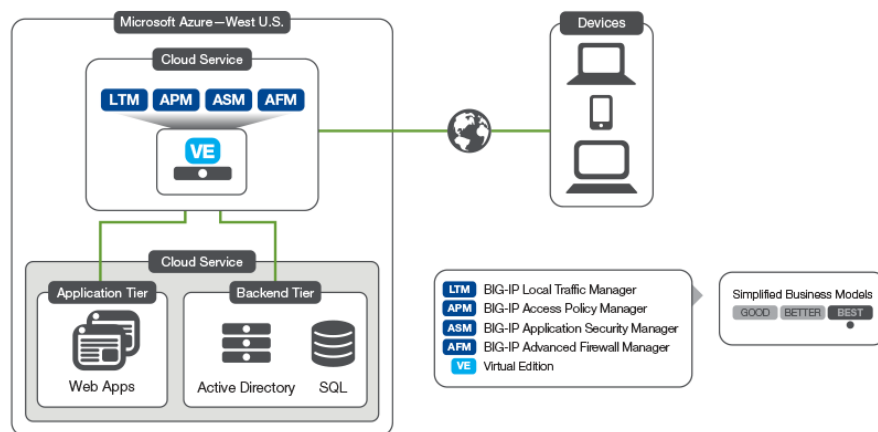 Microsoft Azure—West U.S.
Cloud Service
LTM APM ASM AFM
VE
Devices
Cloud Service
Application Tier
Web Apps
Backend Tier
Active Directory SQL
LTM BIG-IP Local Traffic Manager
APM BIG-IP Access Policy Manager
ASM BIG-IP Application Security Manager
AFM BIG-IP Advanced Firewall Manager
VE Virtual Edition
Simplified Business Models
GOOD BETTER BEST